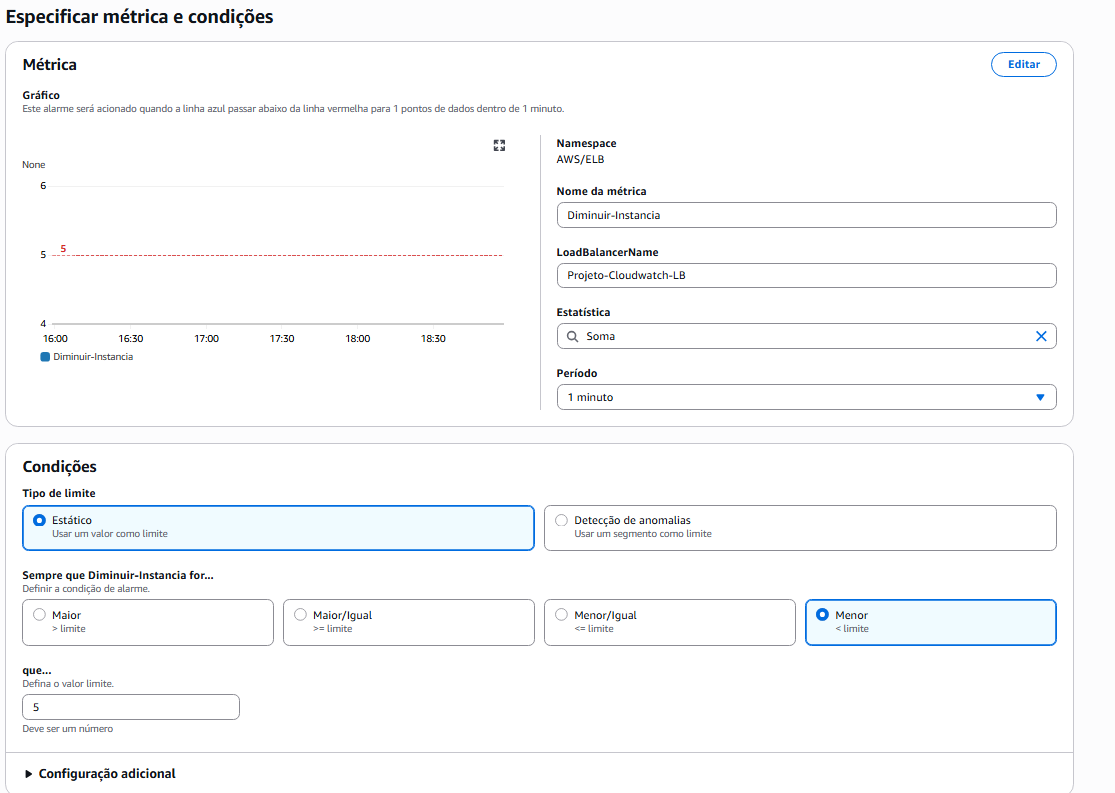 Especificar métrica e condições
Métrica
Editar
Gráfico
Este alarme será acionado quando a linha azul passar abaixo da linha vermelha para 1 pontos de dados dentro de 1 minuto.
None
6
5
5
4
16:00 16:30 17:00 17:30 18:00 18:30
Diminuir-Instancia
Namespace
AWS/ELB
Nome da métrica
Diminuir-Instancia
LoadBalancerName
Projeto-Cloudwatch-LB
Estatística
Soma
Período
1 minuto
Condições
Tipo de limite
Estático
Usar um valor como limite
Detecção de anomalias
Usar um segmento como limite
Sempre que Diminuir-Instancia for...
Definir a condição de alarme.
Maior
> limite
Maior/Igual
>= limite
Menor/Igual
<= limite
Menor
< limite
que...
Defina o valor limite.
5
Deve ser um número
Configuração adicional